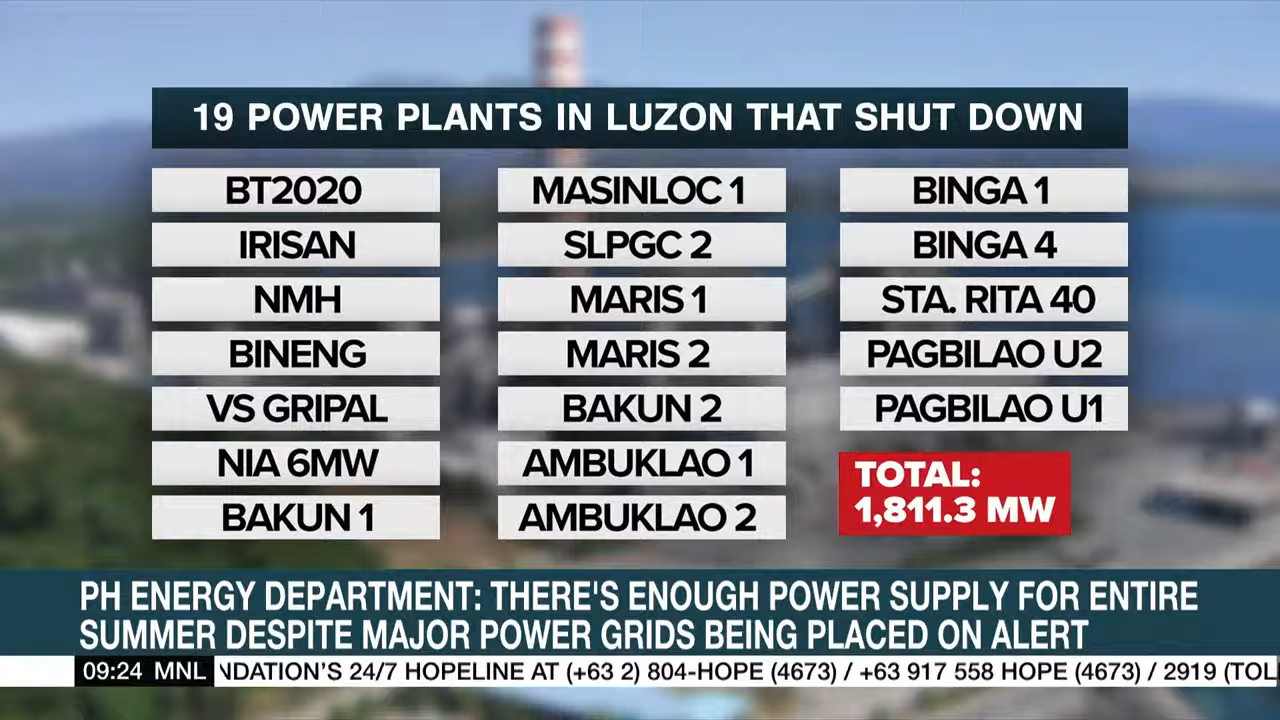 19 POWER PLANTS IN LUZON THAT SHUT DOWN
BT2020
IRISAN
NMH
BINENG
VS GRIPAL
NIA 6MW
BAKUN 1
MASINLOC 1
SLPGC 2
MARIS 1
MARIS 2
BAKUN 2
AMBUKLAO 1
AMBUKLAO 2
BINGA 1
BINGA 4
STA. RITA 40
PAGBILAO U2
PAGBILAO U1
TOTAL:
1,811.3 MW
PH ENERGY DEPARTMENT: THERE'S ENOUGH POWER SUPPLY FOR ENTIRE
SUMMER DESPITE MAJOR POWER GRIDS BEING PLACED ON ALERT
09:24 MNL NDATION'S 24/7 HOPELINE AT (+63 2) 804-HOPE (4673) / +63 917 558 HOPE (4673) / 2919 (TOL